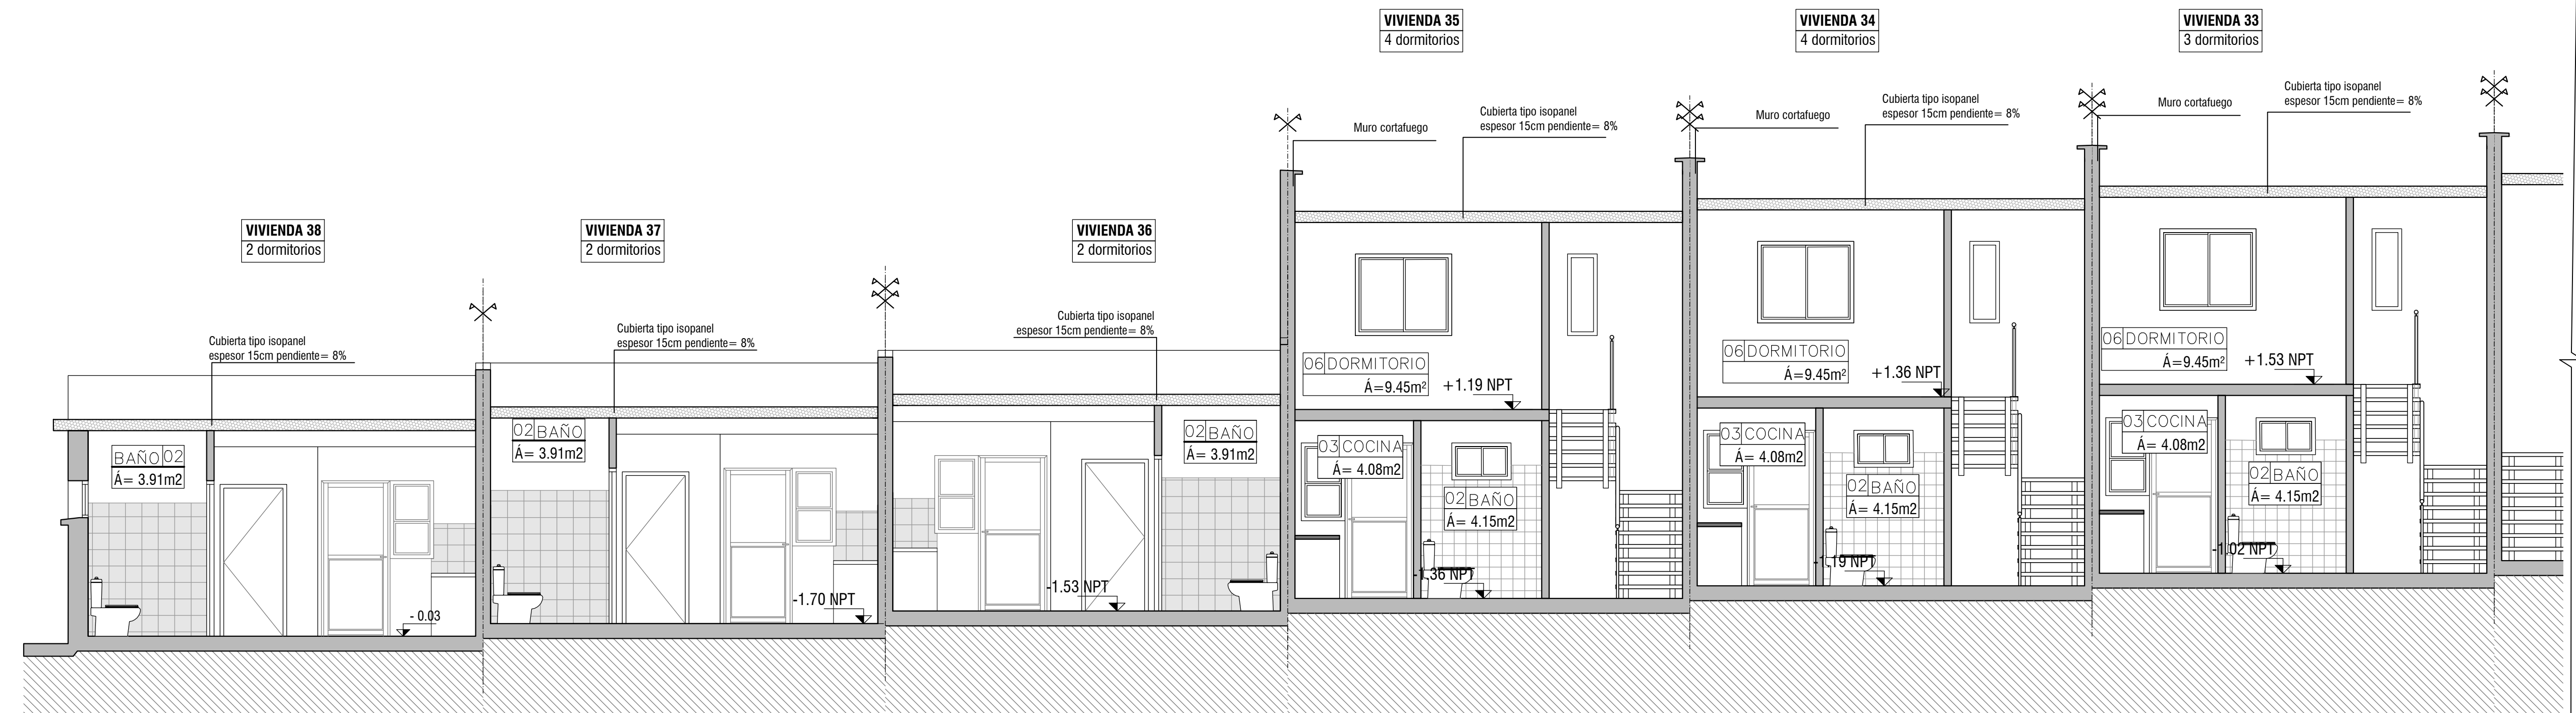 VIVIENDA 35
4 dormitorios
VIVIENDA 34
4 dormitorios
VIVIENDA 33
3 dormitorios
Muro cortafuego
Cubierta tipo isopanel
espesor 15cm pendiente= 8%
Muro cortafuego
Cubierta tipo isopanel
espesor 15cm pendiente= 8%
Muro cortafuego
Cubierta tipo isopanel
espesor 15cm pendiente= 8%
VIVIENDA 38
2 dormitorios
VIVIENDA 37
2 dormitorios
VIVIENDA 36
2 dormitorios
Cubierta tipo isopanel
espesor 15cm pendiente= 8%
Cubierta tipo isopanel
espesor 15cm pendiente= 8%
Cubierta tipo isopanel
espesor 15cm pendiente= 8%
06 DORMITORIO
Á=9.45m²
+1.19 NPT
06 DORMITORIO
Á=9.45m²
+1.36 NPT
06 DORMITORIO
Á=9.45m²
+1.53 NPT
BAÑO 02
Á= 3.91m2
- 0.03
02 BAÑO
Á= 3.91m2
-1.70 NPT
-1.53 NPT
02 BAÑO
Á= 3.91m2
03 COCINA
Á= 4.08m2
02 BAÑO
Á= 4.15m2
-1.36 NPT
03 COCINA
Á= 4.08m2
02 BAÑO
Á= 4.15m2
-1.19 NPT
03 COCINA
Á= 4.08m2
02 BAÑO
Á= 4.15m2
-1.02 NPT